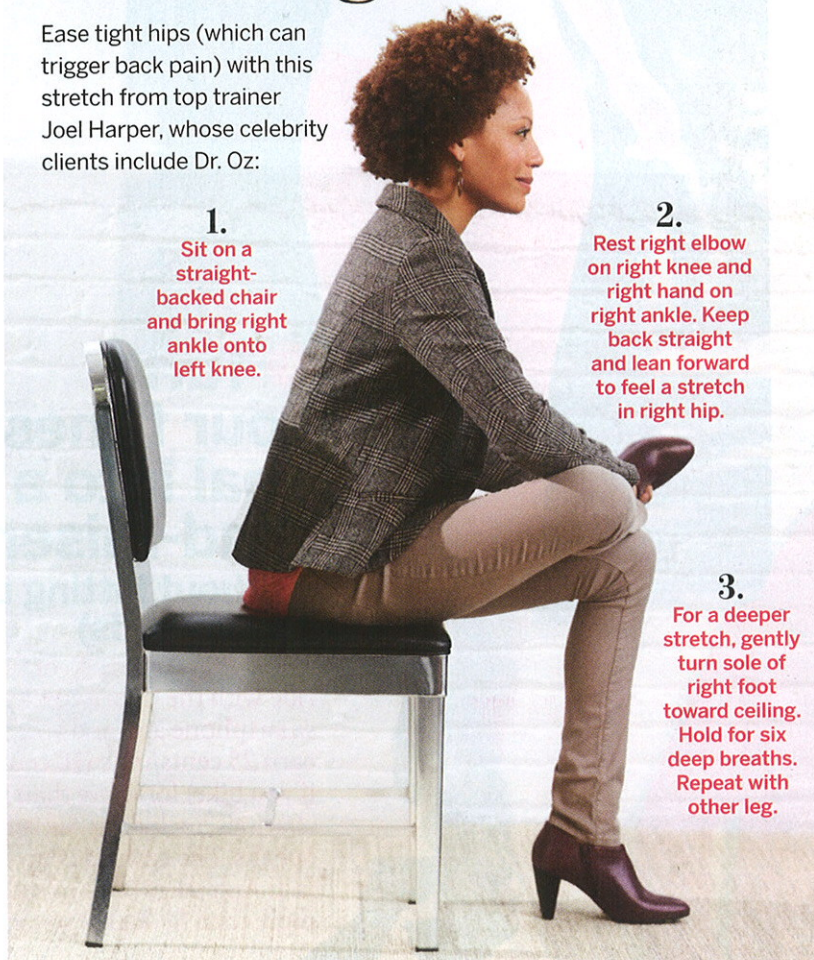 Ease tight hips (which can
trigger back pain) with this
stretch from top trainer
Joel Harper, whose celebrity
clients include Dr. Oz:
1.
Sit on a
straight-
backed chair
and bring right
ankle onto
left knee.
2.
Rest right elbow
on right knee and
right hand on
right ankle. Keep
back straight
and lean forward
to feel a stretch
in right hip.
3.
For a deeper
stretch, gently
turn sole of
right foot
toward ceiling.
Hold for six
deep breaths.
Repeat with
other leg.